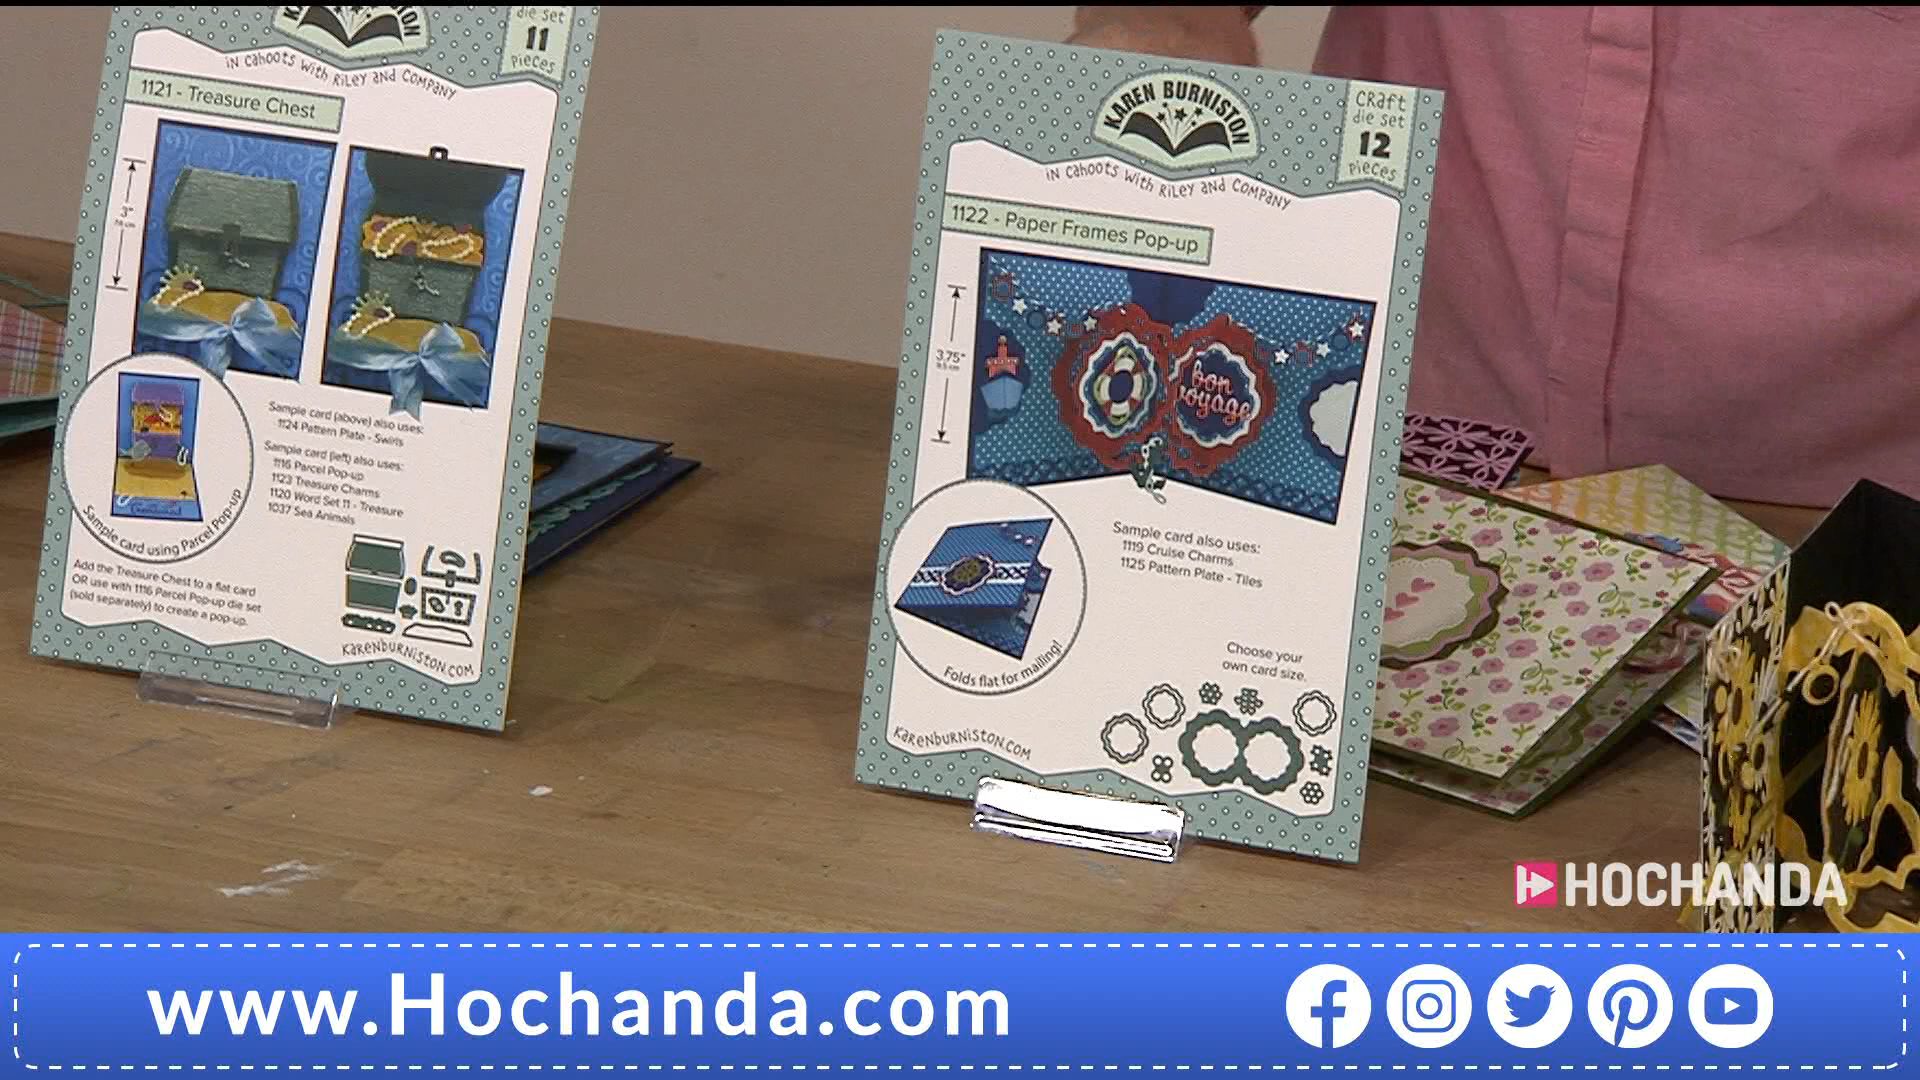 die set
11
pieces
in cahoots with Riley and Company
1121 - Treasure Chest
3"
Sample card (above) also uses:
1124 Pattern Plate - Swirls
Sample card (left) also uses:
1116 Parcel Pop-up
1123 Treasure Charms
1120 Word Set 11 - Treasure
1037 Sea Animals
Sample card using Parcel Pop-up
Add the Treasure Chest to a flat card
OR use with 1116 Parcel Pop-up die set
(sold separately) to create a pop-up.
KarenBurniston.com
KAREN BURNISTON
Craft
die set
12
pieces
in cahoots with Riley and Company
1122 - Paper Frames Pop-up
3.75"
9.5 cm
bon
voyage
Sample card also uses:
1119 Cruise Charms
1125 Pattern Plate - Tiles
Folds flat for mailing!
Choose your
own card size.
KarenBurniston.com
HOCHANDA
www.Hochanda.com